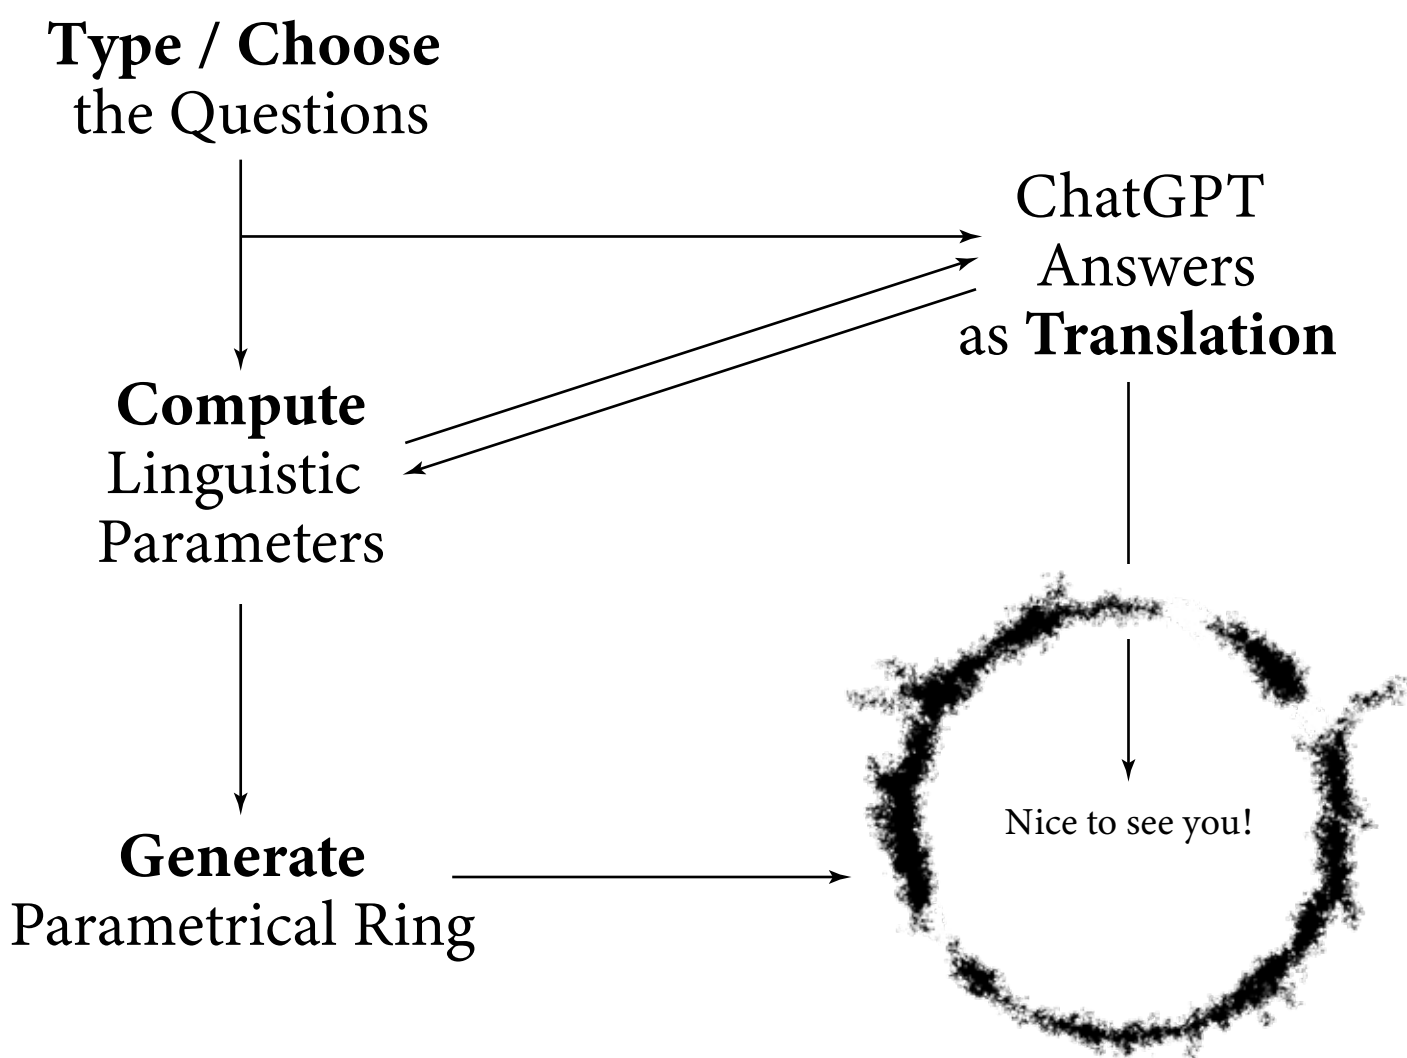 Type / Choose
the Questions
ChatGPT
Answers
as Translation
Compute
Linguistic
Parameters
Nice to see you!
Generate
Parametrical Ring